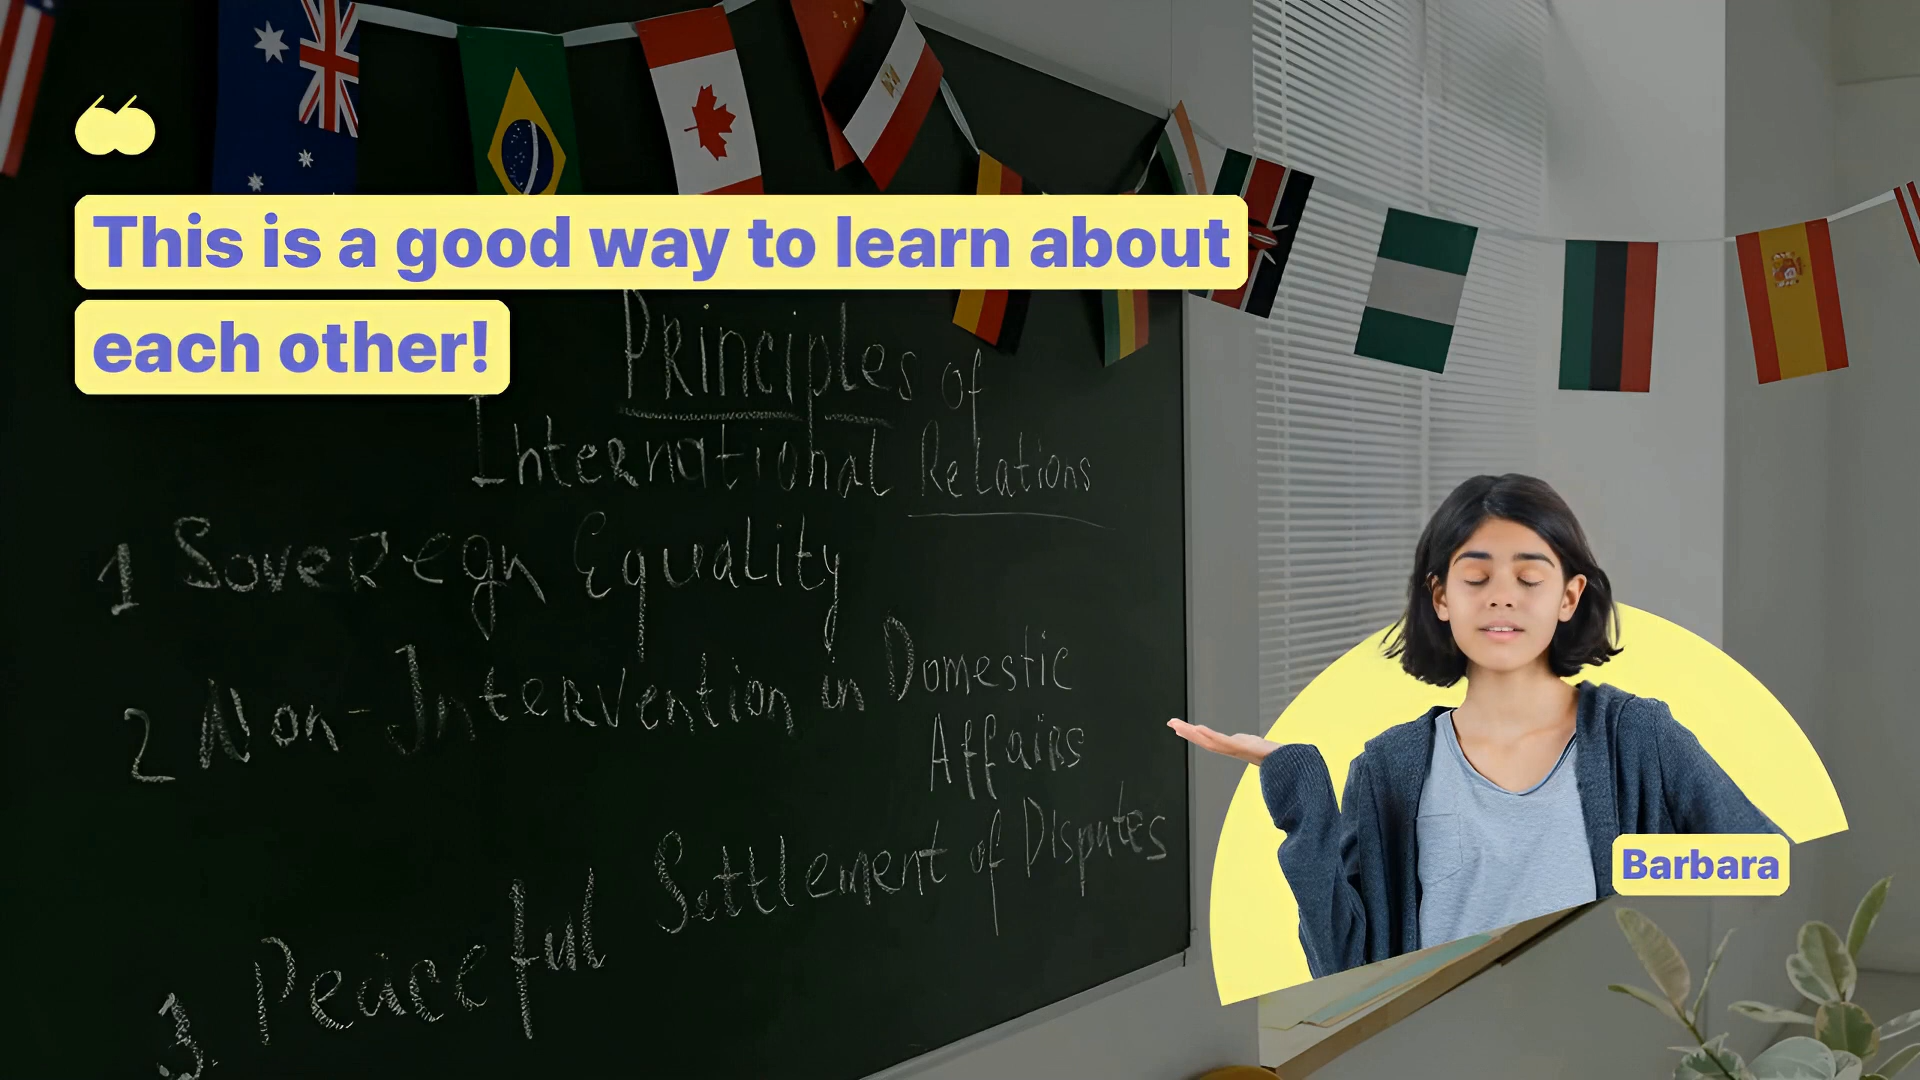 This is a good way to learn about
each other!
Principles of
International Relations
1 Sovereegn Equality
2 Non-Intervention in Domestic
Affairs
3. Peaceful Settlement of Disputes
Barbara